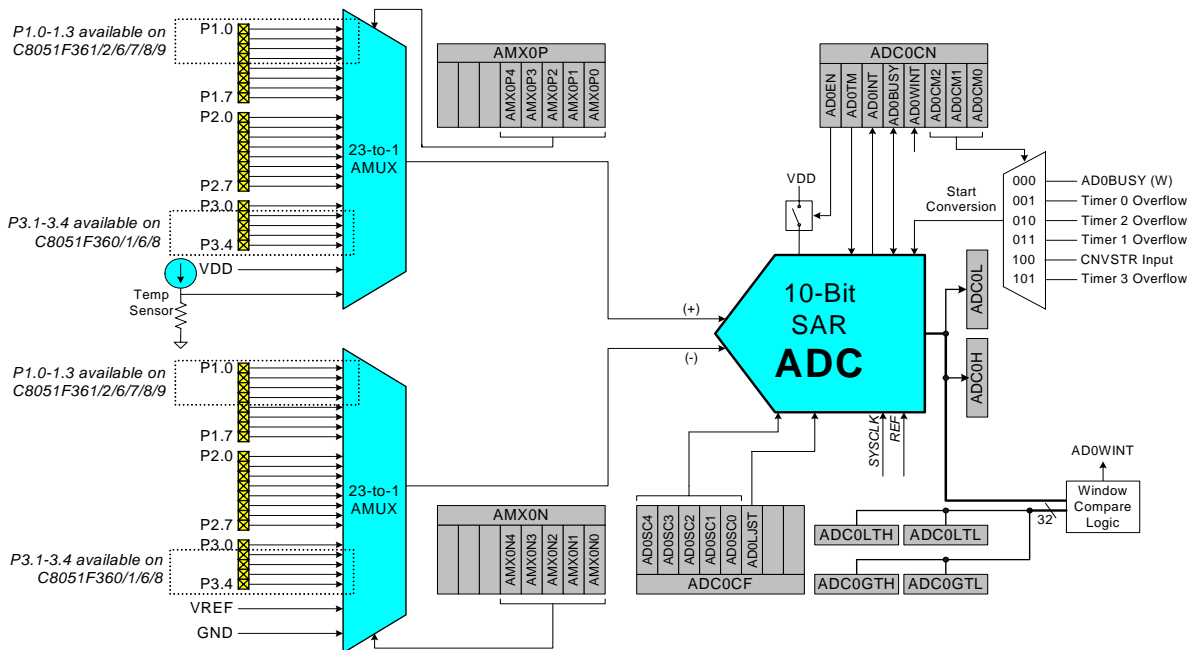 P1.0-1.3 available on
C8051F361/2/6/7/8/9
P1.0
P1.7
P2.0
P2.7
P3.0
P3.1-3.4 available on
C8051F360/1/6/8
P3.4
VDD
Temp
Sensor
23-to-1
AMUX
AMX0P
AMX0P4
AMX0P3
AMX0P2
AMX0P1
AMX0P0
ADC0CN
AD0EN
AD0TM
AD0INT
AD0BUSY
AD0WINT
AD0CM2
AD0CM1
AD0CM0
VDD
Start
Conversion
000
AD0BUSY (W)
001
Timer 0 Overflow
010
Timer 2 Overflow
011
Timer 1 Overflow
100
CNVSTR Input
101
Timer 3 Overflow
(+)
(-)
10-Bit
SAR
ADC
ADC0L
ADC0H
SYSCLK
REF
P1.0-1.3 available on
C8051F361/2/6/7/8/9
P1.0
P1.7
P2.0
P2.7
P3.0
P3.1-3.4 available on
C8051F360/1/6/8
P3.4
VREF
GND
23-to-1
AMUX
AMX0N
AMX0N4
AMX0N3
AMX0N2
AMX0N1
AMX0N0
AD0SC4
AD0SC3
AD0SC2
AD0SC1
AD0SC0
AD0LJST
ADC0CF
AD0WINT
Window
Compare
Logic
32
ADC0LTH
ADC0LTL
ADC0GTH
ADC0GTL